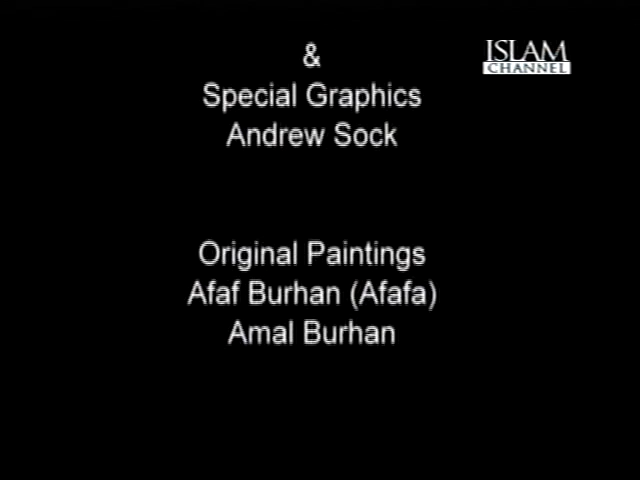 &
ISLAM
CHANNEL
Special Graphics
Andrew Sock
Original Paintings
Afaf Burhan (Afafa)
Amal Burhan